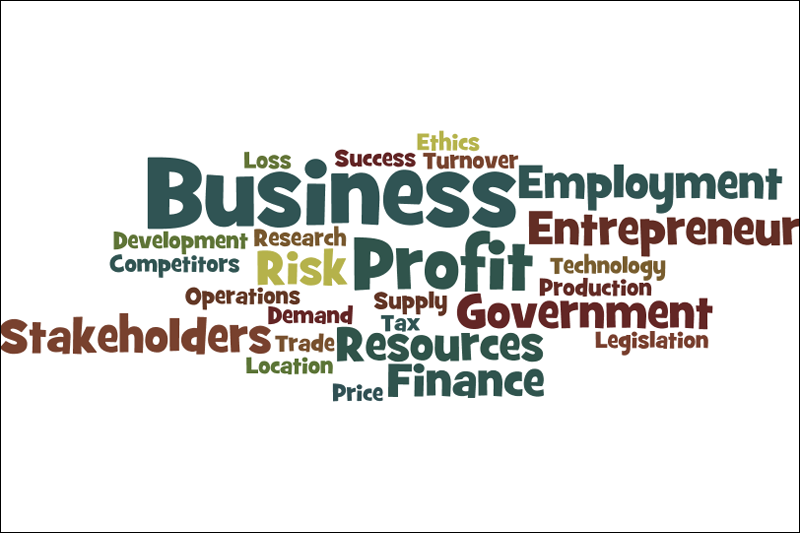 Ethics
Loss Success Turnover
Business Employment
Entrepreneur
Development Research
Competitors Risk Profit Technology
Operations Supply Production
Demand Tax Government
Stakeholders Trade Resources Legislation
Location
Price Finance